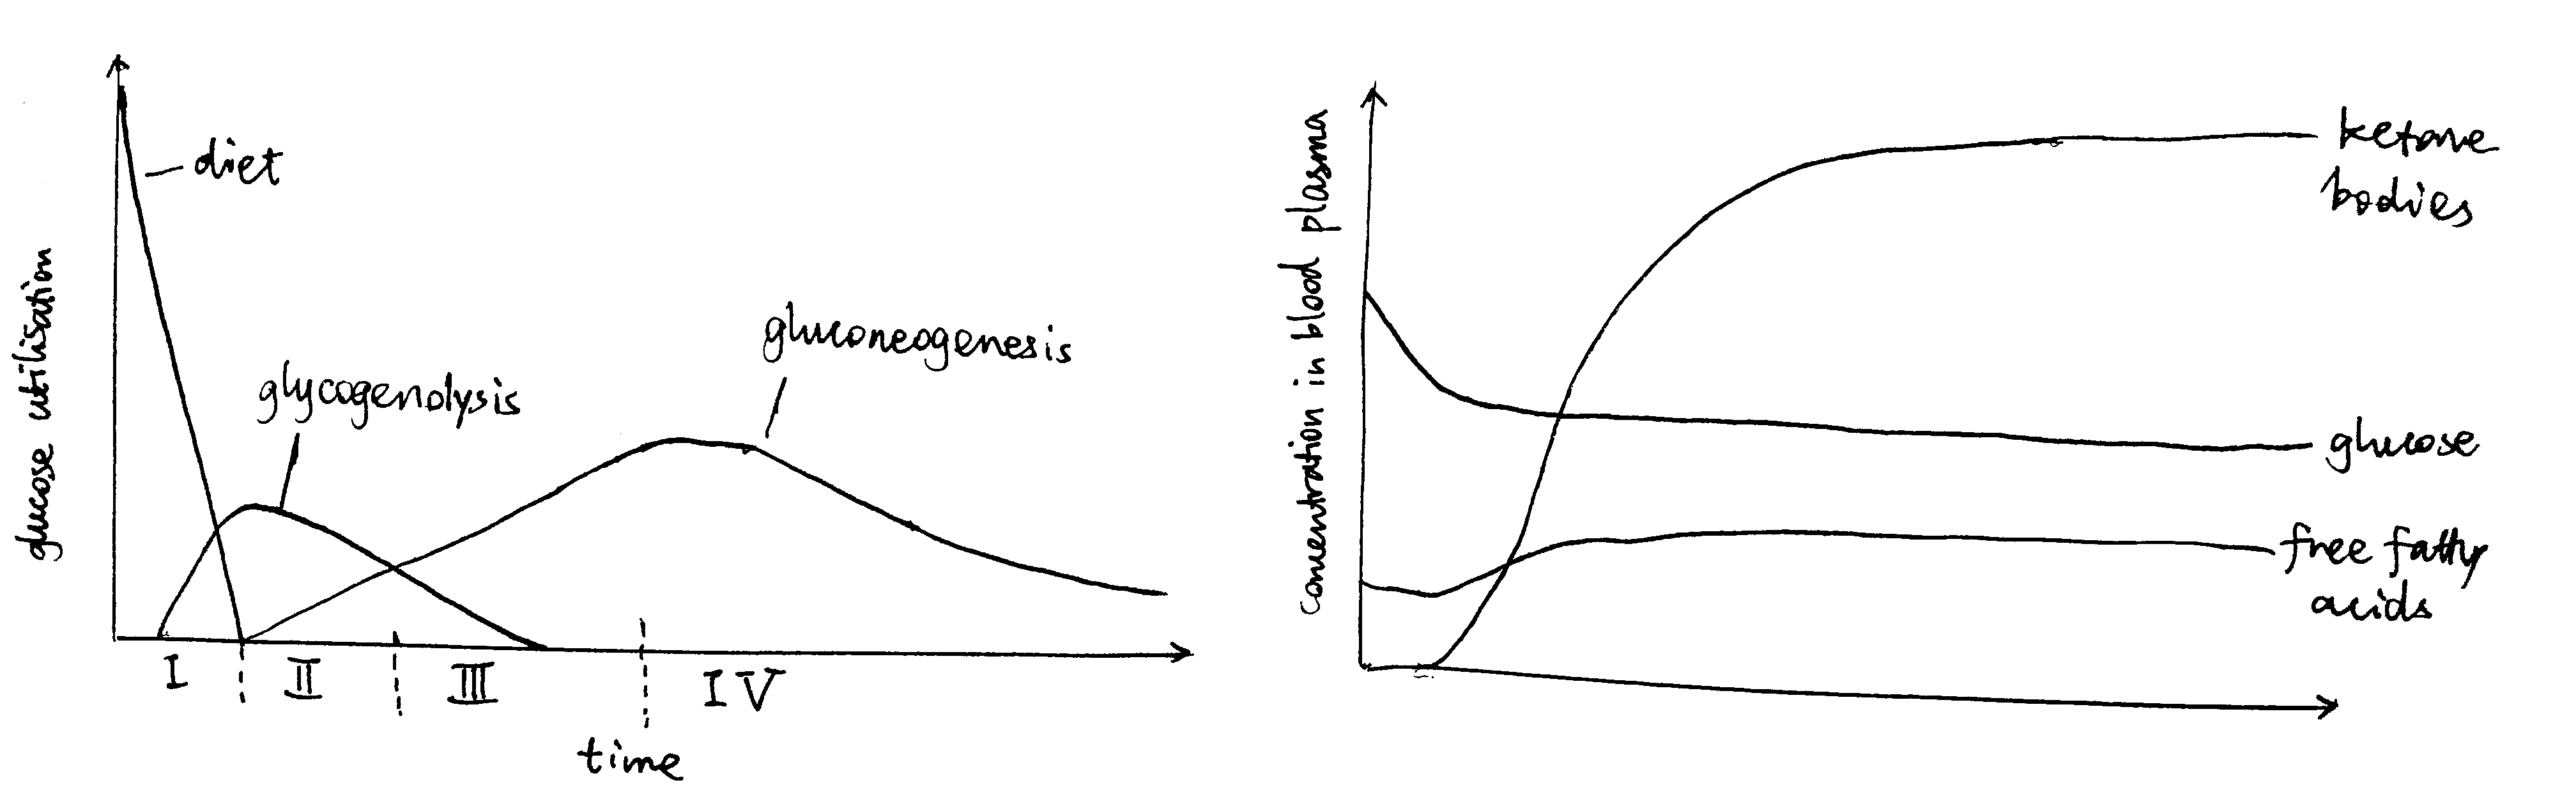 glucose utilisation
diet
glycogenolysis
gluconeogenesis
I II III IV
time
concentration in blood plasma
ketone
bodies
glucose
free fatty
acids